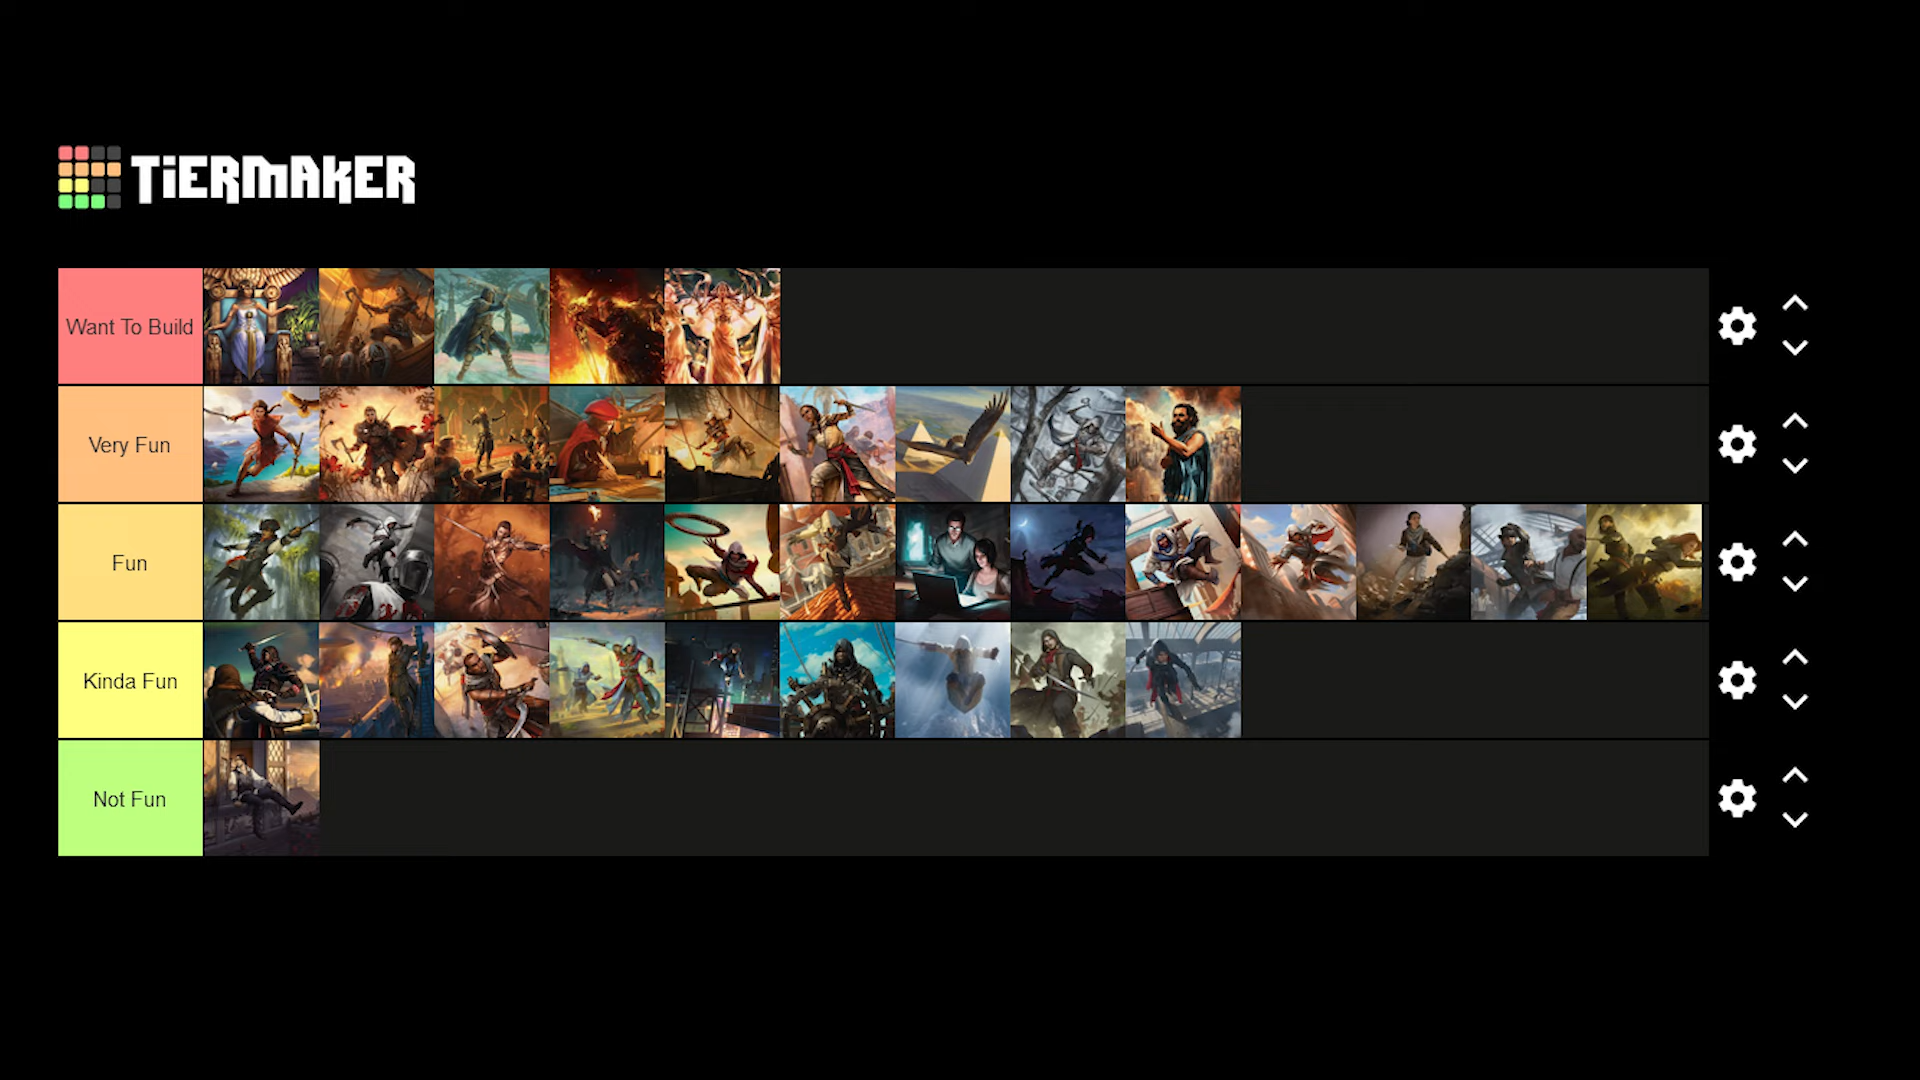 TiERMAKER
Want To Build
Very Fun
Fun
Kinda Fun
Not Fun